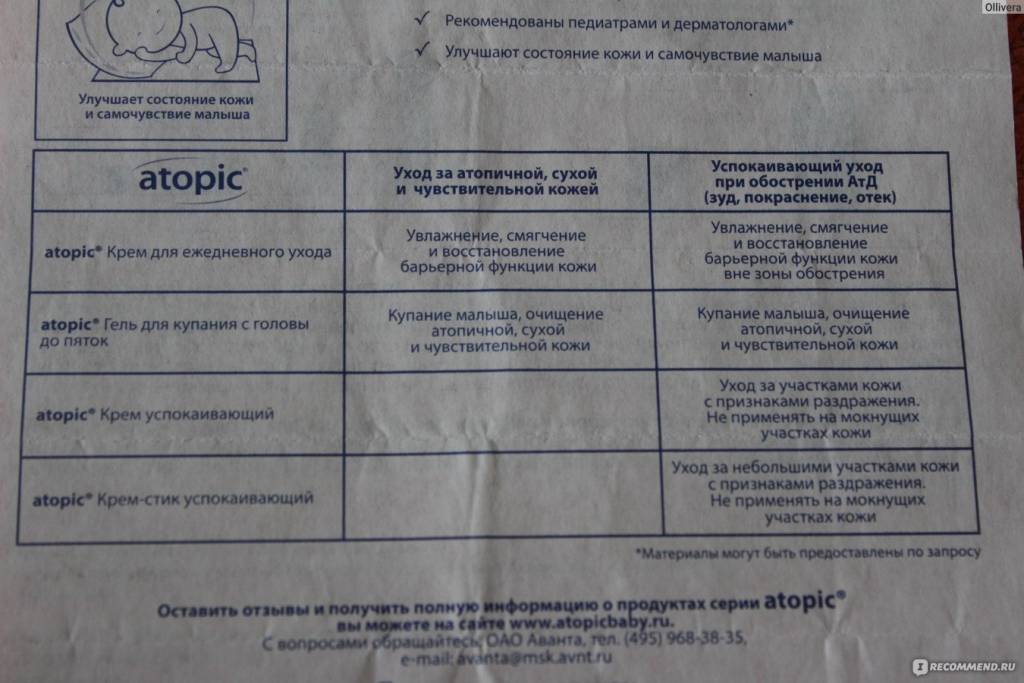 Ollivera
Рекомендованы педиатрами и дерматологами*
Улучшают состояние кожи и самочувствие малыша
Улучшает состояние кожи
и самочувствие малыша
atopic®
Уход за атопичной, сухой
и чувствительной кожей
Успокаивающий уход
при обострении АтД
(зуд, покраснение, отек)
atopic® Крем для ежедневного ухода
Увлажнение, смягчение
и восстановление
барьерной функции кожи
Увлажнение, смягчение
и восстановление
барьерной функции кожи
вне зоны обострения
atopic® Гель для купания с головы
до пяток
Купание малыша, очищение
атопичной, сухой
и чувствительной кожи
Купание малыша, очищение
атопичной, сухой
и чувствительной кожи
atopic® Крем успокаивающий
Уход за участками кожи
с признаками раздражения.
Не применять на мокнущих
участках кожи
atopic® Крем-стик успокаивающий
Уход за небольшими участками кожи
с признаками раздражения.
Не применять на мокнущих
участках кожи
*Материалы могут быть предоставлены по запросу
Оставить отзывы и получить полную информацию о продуктах серии atopic®
вы можете на сайте www.atopicbaby.ru.
С вопросами обращайтесь: ОАО Аванта, тел. (495) 968-38-35,
e-mail: avanta@msk.avnt.ru
I RECOMMEND.RU